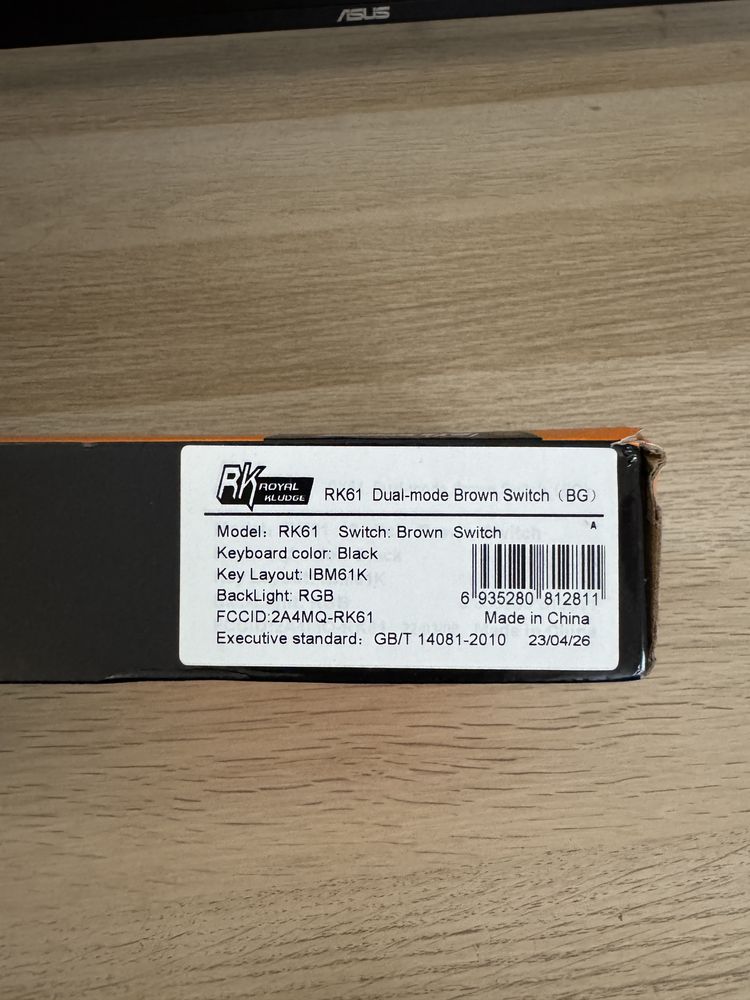 ASUS
RK ROYAL KLUDGE
RK61 Dual-mode Brown Switch（BG）
A
Model：RK61 Switch: Brown Switch
Keyboard color: Black
Key Layout: IBM61K
BackLight: RGB
6 935280 812811
FCCID:2A4MQ-RK61 Made in China
Executive standard：GB/T 14081-2010 23/04/26